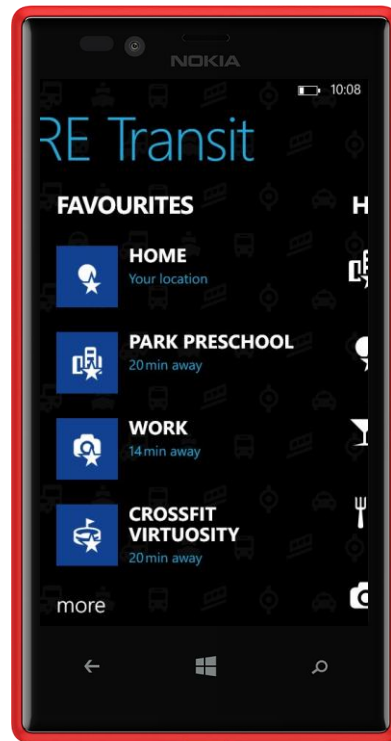 NOKIA
10:08
RE Transit
FAVOURITES
H
HOME
Your location
PARK PRESCHOOL
20 min away
WORK
14 min away
CROSSFIT
VIRTUOSITY
20 min away
more